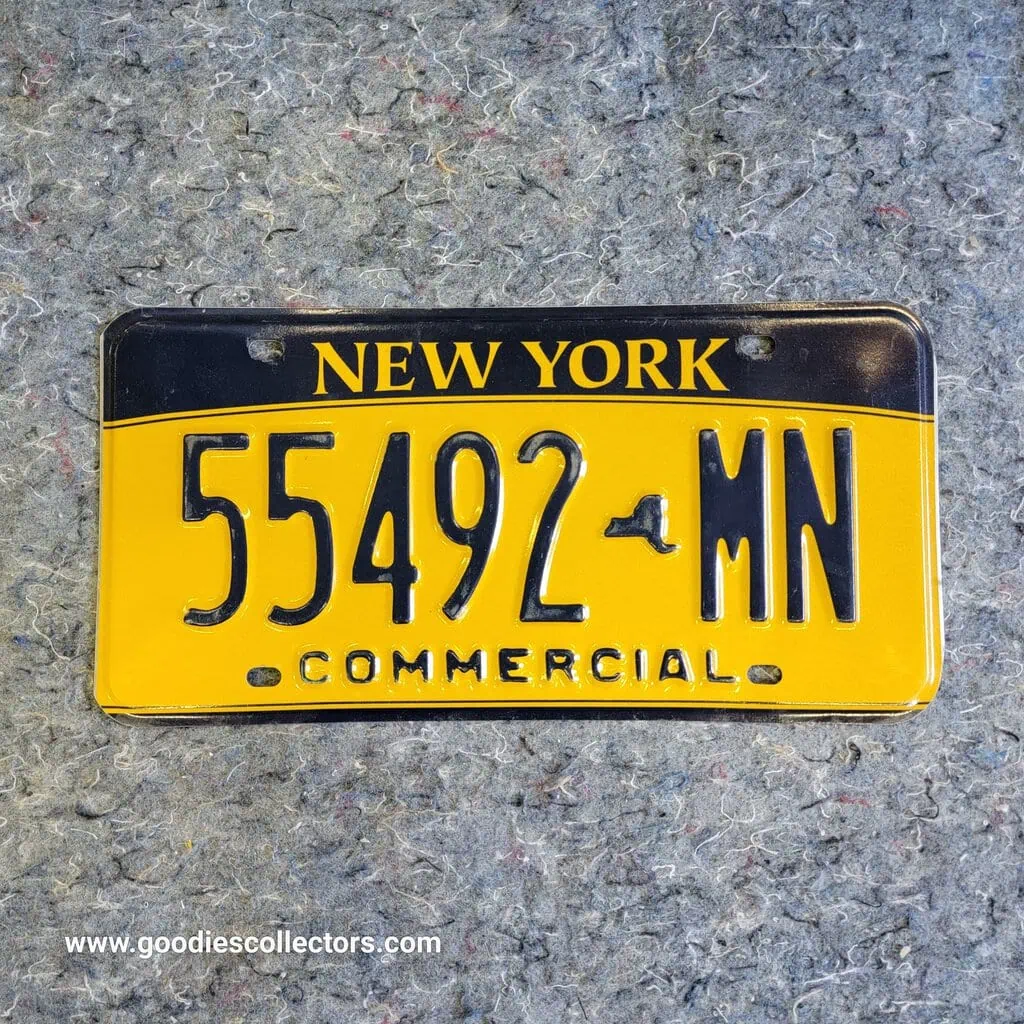 NEW YORK
55492 MN
COMMERCIAL
www.goodiescollectors.com